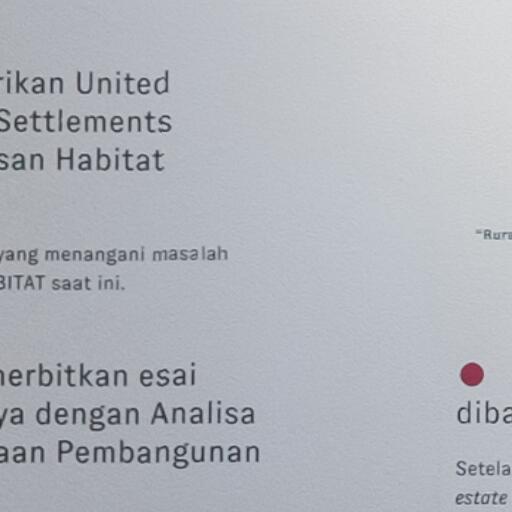 rikan United
Settlements
san Habitat
yang menangani masalah
BITAT saat ini.
nerbitkan esai
ya dengan Analisa
aan Pembangunan
"Rura
diba
Setela
estate